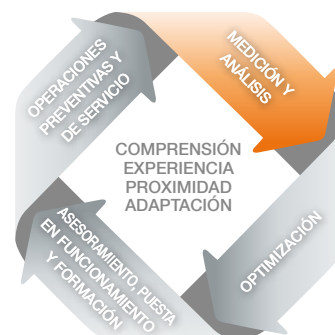 OPERACIONES
PREVENTIVAS Y
DE SERVICIO
MEDICIÓN Y
ANÁLISIS
COMPRENSIÓN
EXPERIENCIA
PROXIMIDAD
ADAPTACIÓN
ASESORAMIENTO, PUESTA
EN FUNCIONAMIENTO
Y FORMACIÓN
OPTIMIZACIÓN